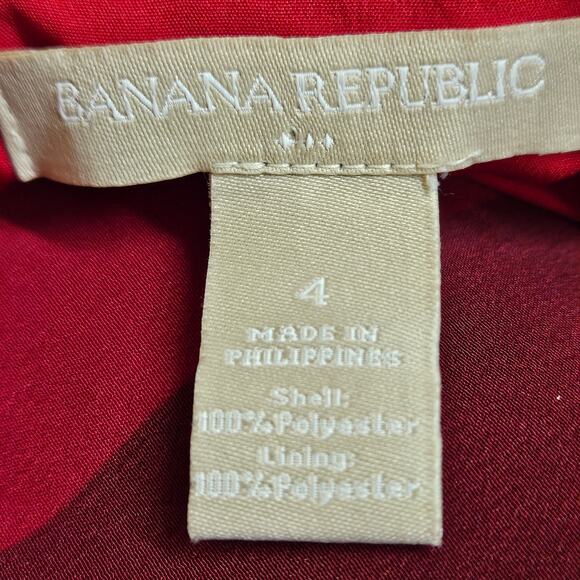 BANANA REPUBLIC
4
MADE IN
PHILIPPINES
Shell:
100% Polyester
Lining:
100% Polyester